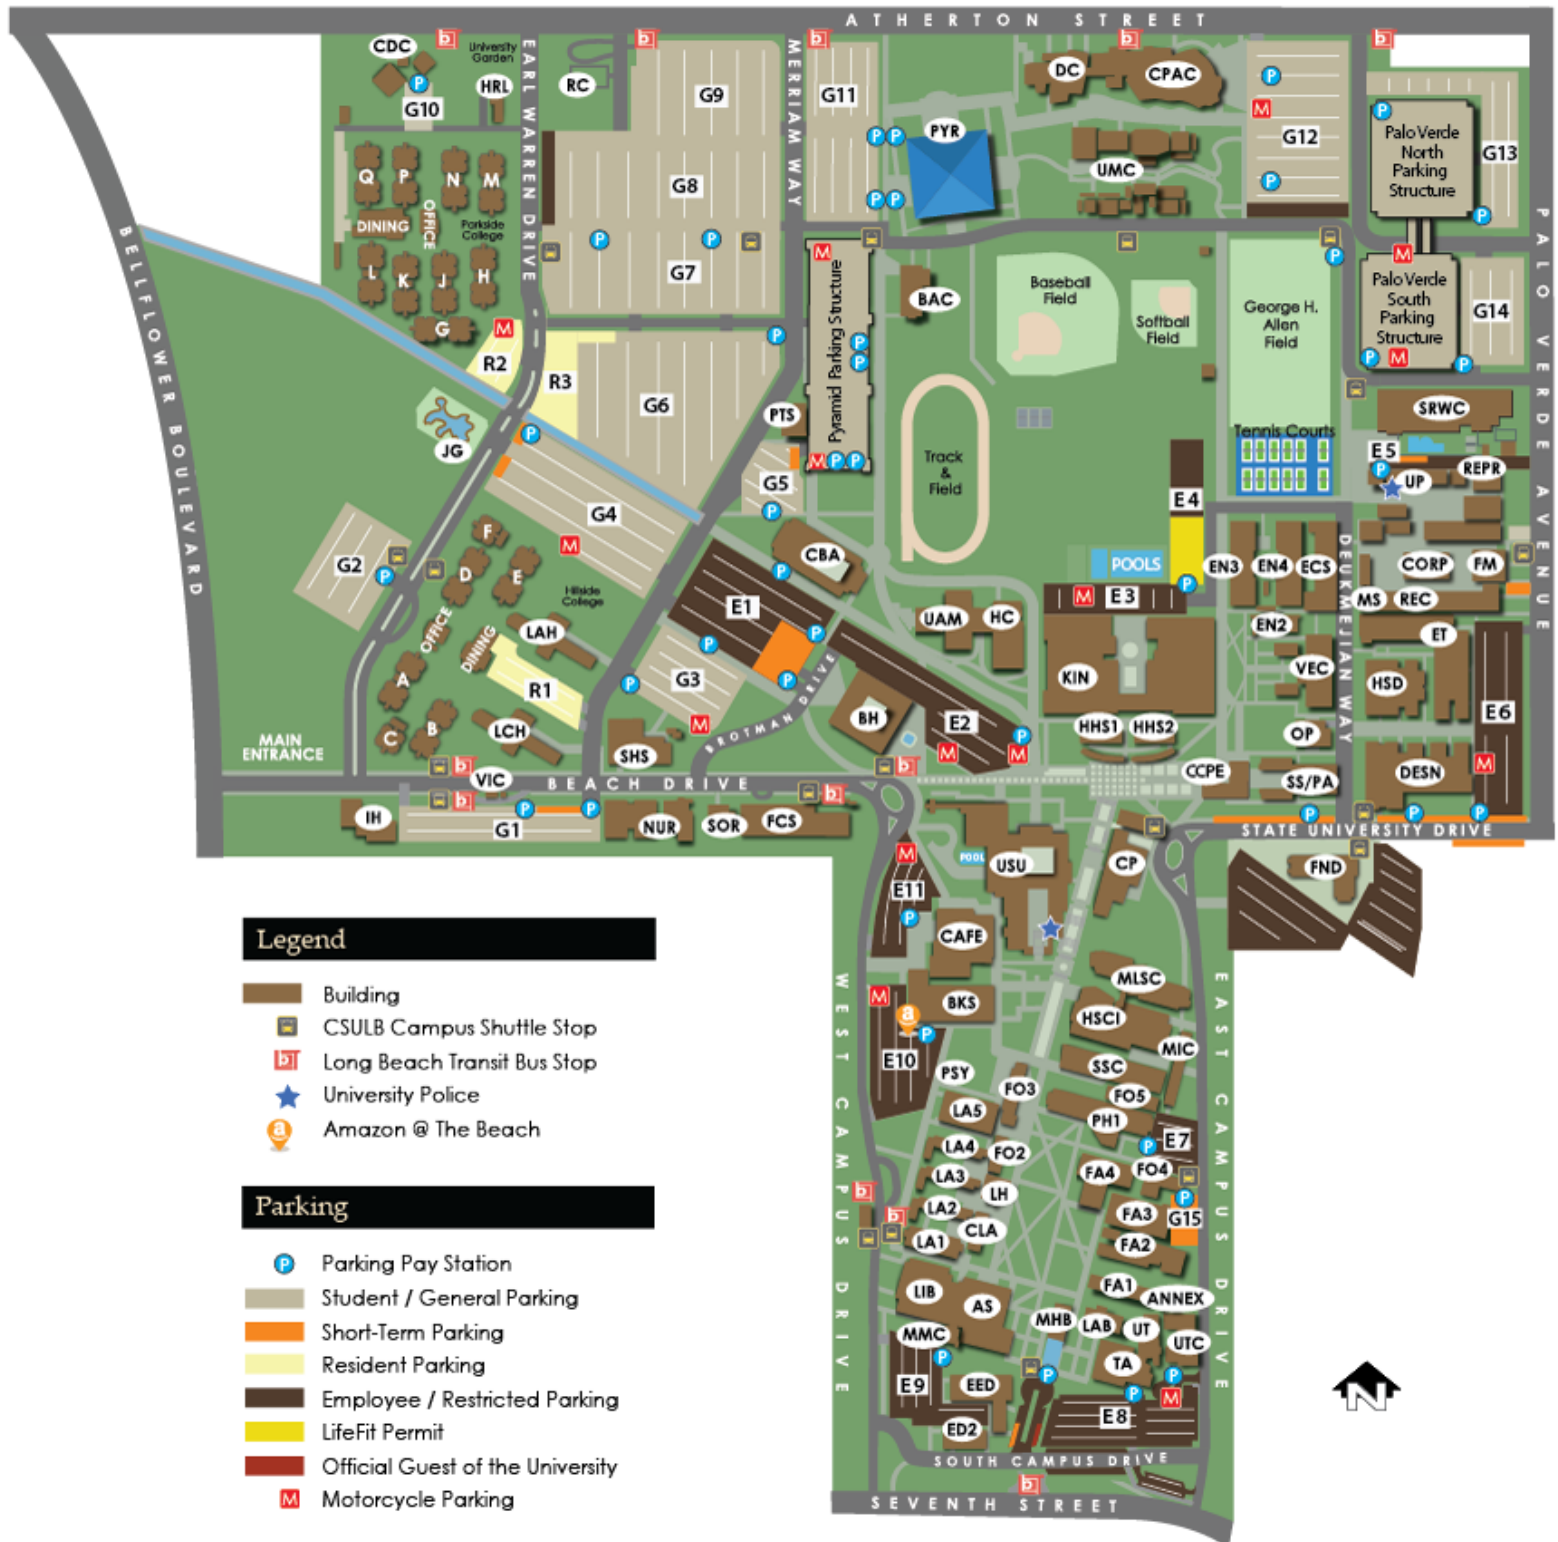 ATHERTON STREET
CDC
University
Garden
HRL
G10
EARL WARREN DRIVE
RC
G9
MERRIAM WAY
G11
PYR
DC
CPAC
UMC
G12
Palo Verde
North
Parking
Structure
G13
Q
P
N
M
DINING
OFFICE
Parkside
College
L
K
J
H
G
G8
G7
Pyramid Parking Structure
BAC
Baseball
Field
Softball
Field
George H.
Allen
Field
Palo Verde
South
Parking
Structure
G14
PALO VERDE AVENUE
BELLFLOWER BOULEVARD
R2
R3
G6
PTS
JG
Track
&
Field
Tennis Courts
SRWC
E5
UP
REPR
G5
G4
E4
G2
F
D
E
OFFICE
Hillside
College
DINING
A
B
C
LAH
R1
LCH
CBA
E1
G3
POOLS
E3
EN3
EN4
ECS
DEUKMEJIAN WAY
CORP
FM
MS
REC
UAM
HC
EN2
ET
KIN
VEC
HSD
E6
BH
E2
BROTMAN DRIVE
SHS
HHS1
HHS2
OP
MAIN
ENTRANCE
VIC
BEACH DRIVE
CCPE
SS/PA
DESN
IH
G1
NUR
SOR
FCS
STATE UNIVERSITY DRIVE
POOL
USU
CP
FND
E11
CAFE
BKS
MLSC
HSCI
MIC
E10
PSY
SSC
FO3
FO5
LA5
PH1
E7
WEST CAMPUS DRIVE
EAST CAMPUS DRIVE
LA4
FO2
LA3
LH
FA4
FO4
LA2
CLA
FA3
G15
LA1
FA2
LIB
AS
FA1
ANNEX
MMC
MHB
LAB
UT
UTC
TA
E9
EED
ED2
E8
SOUTH CAMPUS DRIVE
SEVENTH STREET
N
Legend
Building
CSULB Campus Shuttle Stop
Long Beach Transit Bus Stop
University Police
Amazon @ The Beach
Parking
Parking Pay Station
Student / General Parking
Short-Term Parking
Resident Parking
Employee / Restricted Parking
LifeFit Permit
Official Guest of the University
Motorcycle Parking